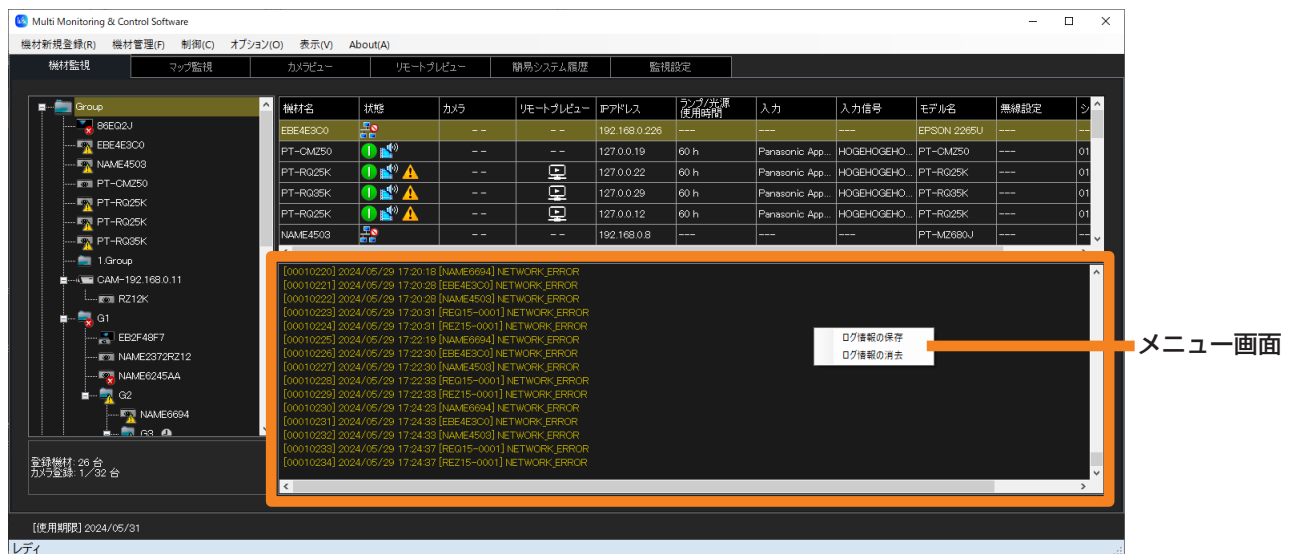 Multi Monitoring & Control Software
機材新規登録(R) 機材管理(F) 制御(C) オプション(O) 表示(V) About(A)
機材監視 マップ監視 カメラビュー リモートプレビュー 簡易システム履歴 監視設定
Group
86EQ2J
EBE4E3C0
NAME4503
PT-CMZ50
PT-RQ25K
PT-RQ25K
PT-RQ35K
1.Group
CAM-192.168.0.11
RZ12K
G1
EB2F48F7
NAME2372RZ12
NAME6245AA
G2
NAME6694
G3
登録機材: 26 台
カメラ登録: 1/32 台
機材名 状態 カメラ リモートプレビュー IPアドレス ランプ/光源使用時間 入力 入力信号 モデル名 無線設定 シ
EBE4E3C0 -- -- 192.168.0.226 --- --- --- EPSON 2265U --- --
PT-CMZ50 -- -- 127.0.0.19 60 h Panasonic App... HOGEHOGEHO... PT-CMZ50 --- 01
PT-RQ25K -- 127.0.0.22 60 h Panasonic App... HOGEHOGEHO... PT-RQ25K --- 01
PT-RQ35K -- 127.0.0.29 60 h Panasonic App... HOGEHOGEHO... PT-RQ35K --- 01
PT-RQ25K -- 127.0.0.12 60 h Panasonic App... HOGEHOGEHO... PT-RQ25K --- 01
NAME4503 -- -- 192.168.0.8 --- --- --- PT-MZ680J --- --
[00010220] 2024/05/29 17:20:18 [NAME6694] NETWORK_ERROR
[00010221] 2024/05/29 17:20:28 [EBE4E3C0] NETWORK_ERROR
[00010222] 2024/05/29 17:20:28 [NAME4503] NETWORK_ERROR
[00010223] 2024/05/29 17:20:31 [REQ15-0001] NETWORK_ERROR
[00010224] 2024/05/29 17:20:31 [REZ15-0001] NETWORK_ERROR
[00010225] 2024/05/29 17:22:19 [NAME6694] NETWORK_ERROR
[00010226] 2024/05/29 17:22:30 [EBE4E3C0] NETWORK_ERROR
[00010227] 2024/05/29 17:22:30 [NAME4503] NETWORK_ERROR
[00010228] 2024/05/29 17:22:33 [REQ15-0001] NETWORK_ERROR
[00010229] 2024/05/29 17:22:33 [REZ15-0001] NETWORK_ERROR
[00010230] 2024/05/29 17:24:23 [NAME6694] NETWORK_ERROR
[00010231] 2024/05/29 17:24:33 [EBE4E3C0] NETWORK_ERROR
[00010232] 2024/05/29 17:24:33 [NAME4503] NETWORK_ERROR
[00010233] 2024/05/29 17:24:37 [REQ15-0001] NETWORK_ERROR
[00010234] 2024/05/29 17:24:37 [REZ15-0001] NETWORK_ERROR
ログ情報の保存
ログ情報の消去
メニュー画面
[使用期限] 2024/05/31
レディ